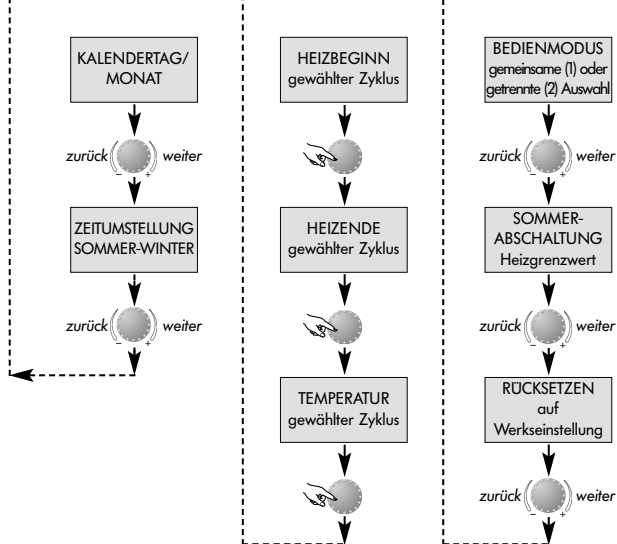 KALENDERTAG/
MONAT
zurück weiter
- +
ZEITUMSTELLUNG
SOMMER-WINTER
zurück weiter
- +
HEIZBEGINN
gewählter Zyklus
HEIZENDE
gewählter Zyklus
TEMPERATUR
gewählter Zyklus
BEDIENMODUS
gemeinsame (1) oder
getrennte (2) Auswahl
zurück weiter
- +
SOMMER-
ABSCHALTUNG
Heizgrenzwert
zurück weiter
- +
RÜCKSETZEN
auf
Werkseinstellung
zurück weiter
- +